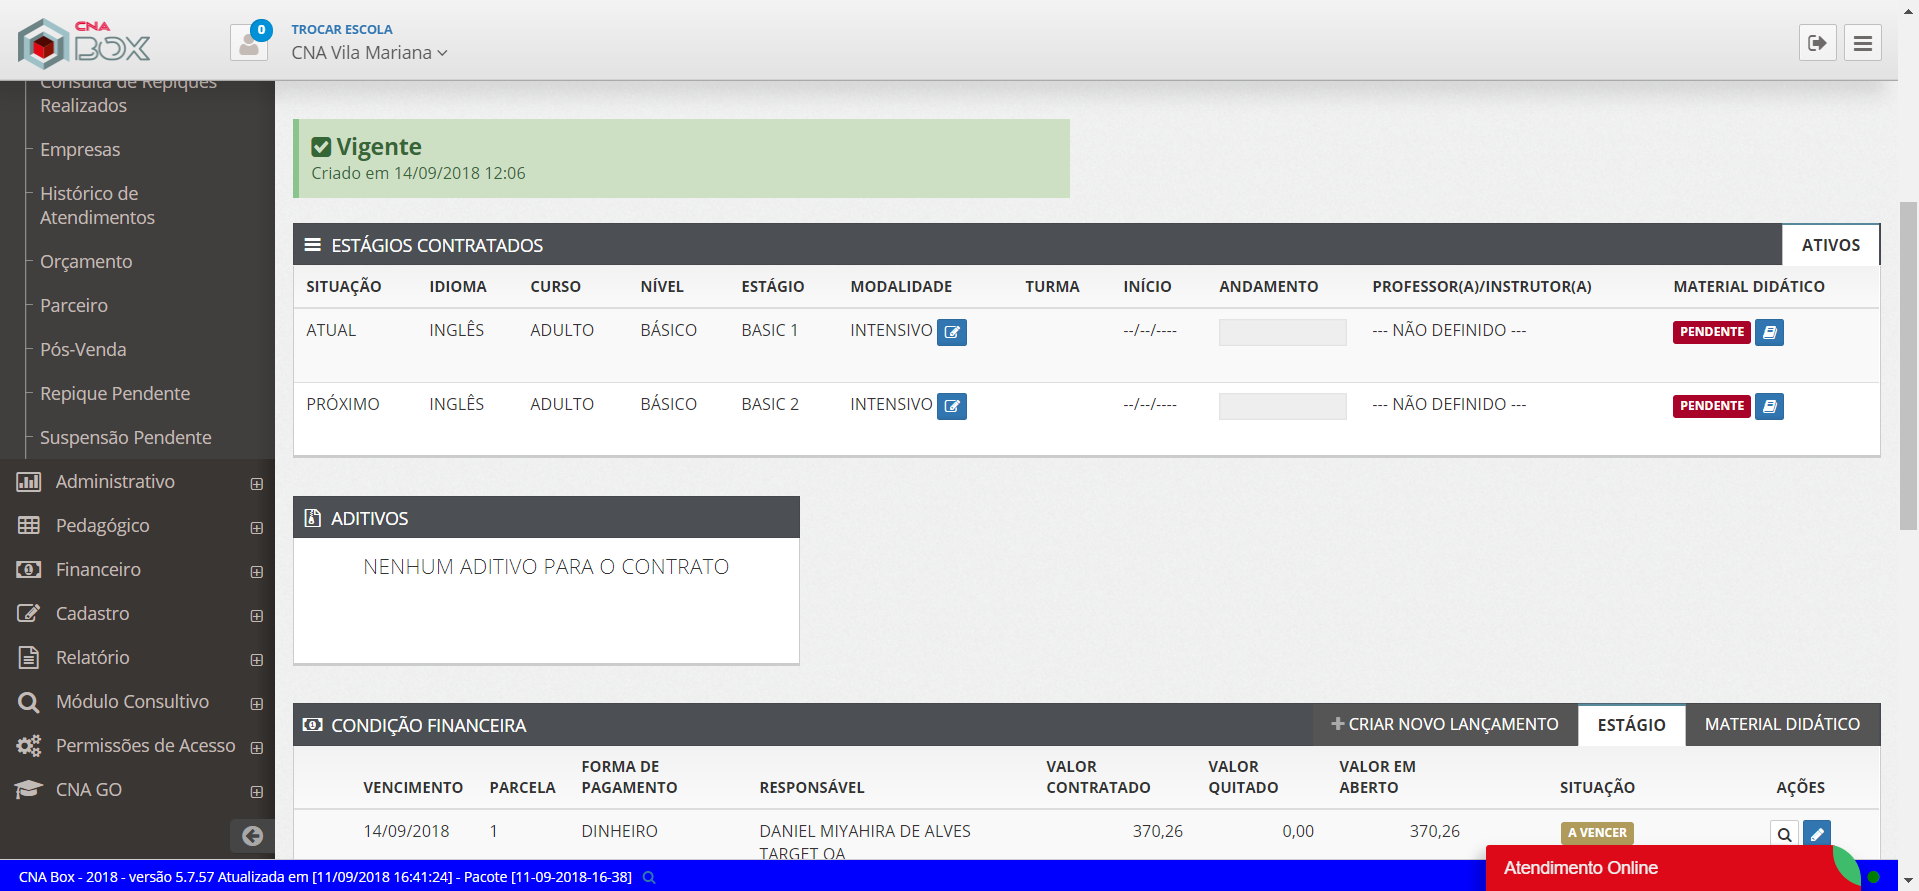 CNA
BOX
0
TROCAR ESCOLA
CNA Vila Mariana
Consulta de Repiques
Realizados
Empresas
Histórico de
Atendimentos
Orçamento
Parceiro
Pós-Venda
Repique Pendente
Suspensão Pendente
Administrativo
Pedagógico
Financeiro
Cadastro
Relatório
Módulo Consultivo
Permissões de Acesso
CNA GO
Vigente
Criado em 14/09/2018 12:06
ESTÁGIOS CONTRATADOS ATIVOS
SITUAÇÃO IDIOMA CURSO NÍVEL ESTÁGIO MODALIDADE TURMA INÍCIO ANDAMENTO PROFESSOR(A)/INSTRUTOR(A) MATERIAL DIDÁTICO
ATUAL INGLÊS ADULTO BÁSICO BASIC 1 INTENSIVO --/--/---- --- NÃO DEFINIDO --- PENDENTE
PRÓXIMO INGLÊS ADULTO BÁSICO BASIC 2 INTENSIVO --/--/---- --- NÃO DEFINIDO --- PENDENTE
ADITIVOS
NENHUM ADITIVO PARA O CONTRATO
CONDIÇÃO FINANCEIRA CRIAR NOVO LANÇAMENTO ESTÁGIO MATERIAL DIDÁTICO
VENCIMENTO PARCELA FORMA DE PAGAMENTO RESPONSÁVEL VALOR CONTRATADO VALOR QUITADO VALOR EM ABERTO SITUAÇÃO AÇÕES
14/09/2018 1 DINHEIRO DANIEL MIYAHIRA DE ALVES 370,26 0,00 370,26 A VENCER
TARGET QA
CNA Box - 2018 - versão 5.7.57 Atualizada em [11/09/2018 16:41:24] - Pacote [11-09-2018-16-38]
Atendimento Online